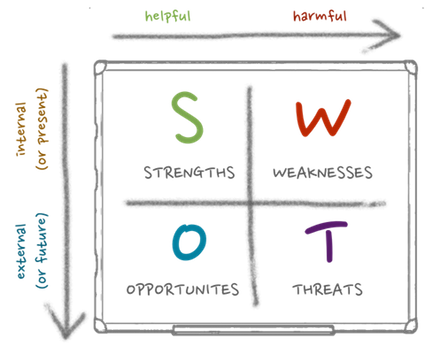 helpful harmful
internal
(or present)
S W
STRENGTHS WEAKNESSES
external
(or future)
O T
OPPORTUNITES THREATS